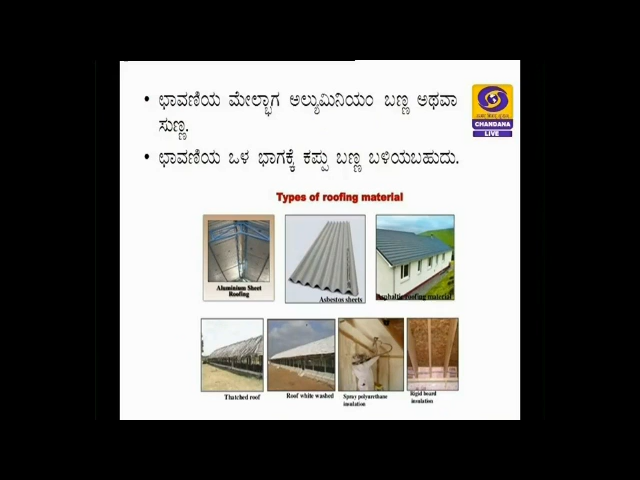 • ಛಾವಣಿಯ ಮೇಲ್ಭಾಗ ಅಲ್ಯುಮಿನಿಯಂ ಬಣ್ಣ ಅಥವಾ
ಸುಣ್ಣ.
• ಛಾವಣಿಯ ಒಳ ಭಾಗಕ್ಕೆ ಕಪ್ಪು ಬಣ್ಣ ಬಳಿಯಬಹುದು.
CHANDANA
LIVE
Types of roofing material
Aluminium Sheet
Roofing
Asbestos sheets
Asphaltic roofing material
Thatched roof
Roof white washed
Spray polyurethane
insulation
Rigid board
insulation